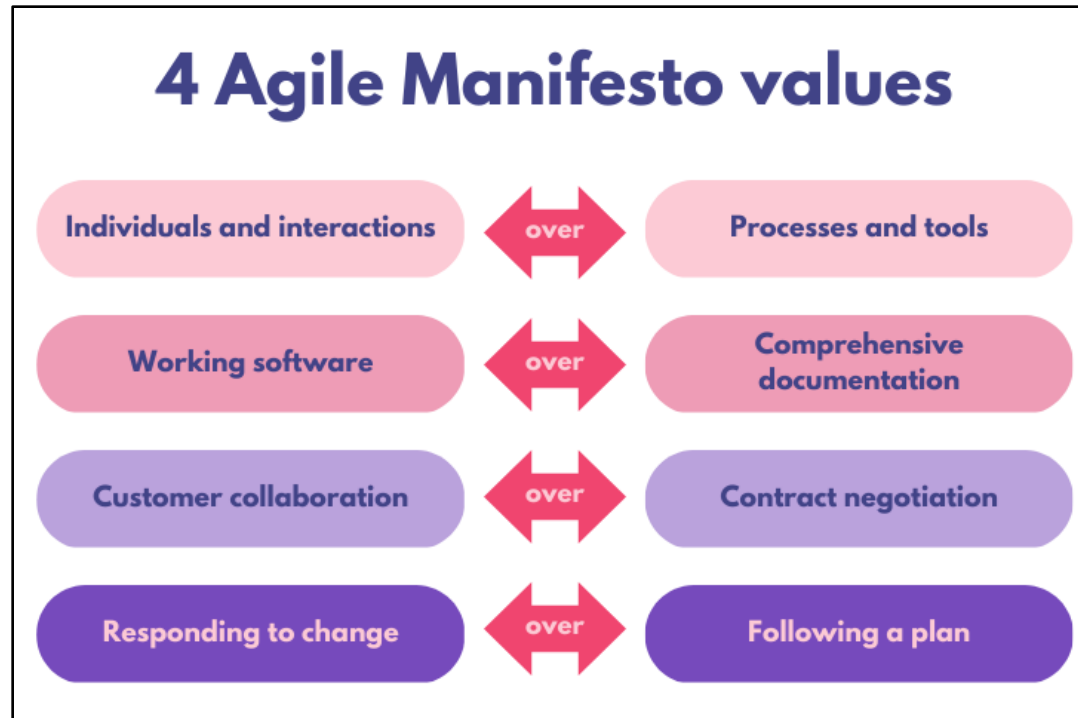 4 Agile Manifesto values
Individuals and interactions over Processes and tools
Working software over Comprehensive
documentation
Customer collaboration over Contract negotiation
Responding to change over Following a plan